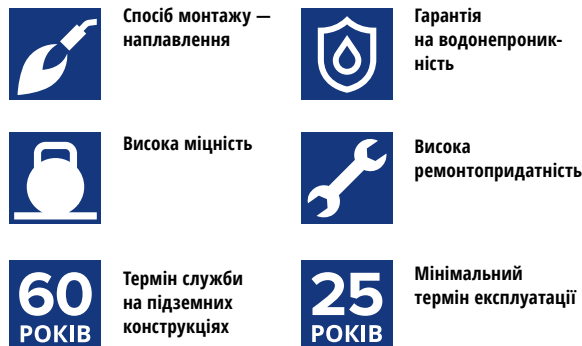 Спосіб монтажу —
наплавлення
Гарантія
на водонепроник-
ність
Висока міцність
Висока
ремонтопридатність
60
РОКІВ
Термін служби
на підземних
конструкціях
25
РОКІВ
Мінімальний
термін експлуатації